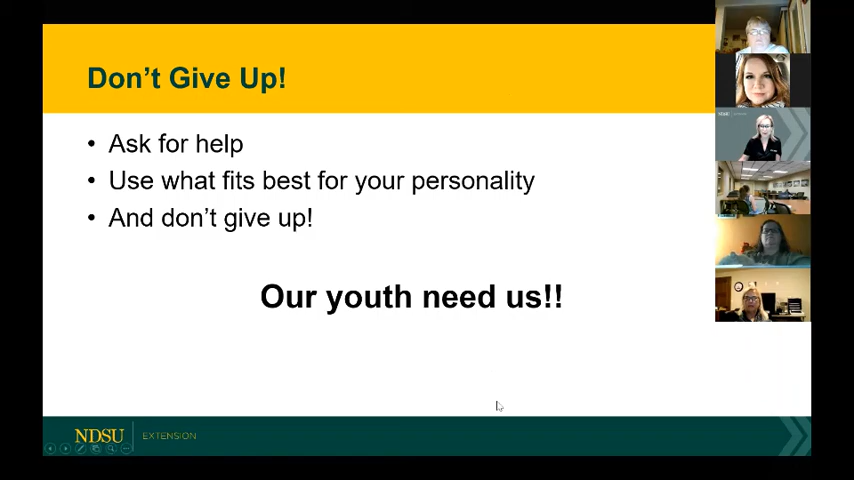 Don't Give Up!
• Ask for help
• Use what fits best for your personality
• And don't give up!
Our youth need us!!
NDSU EXTENSION